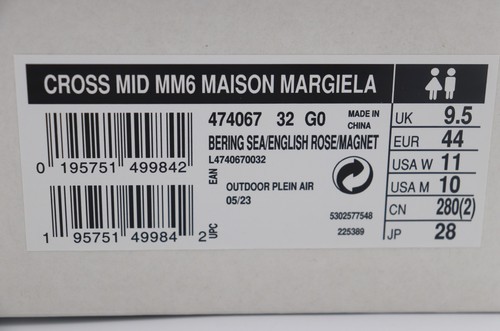 CROSS MID MM6 MAISON MARGIELA
474067 32 G0
MADE IN
CHINA
BERING SEA/ENGLISH ROSE/MAGNET
L4740670032
0 195751 499842
EAN
OUTDOOR PLEIN AIR
05/23
1 95751 49984 2
UPC
5302577548
225389
UK 9.5
EUR 44
USA W 11
USA M 10
CN 280(2)
JP 28